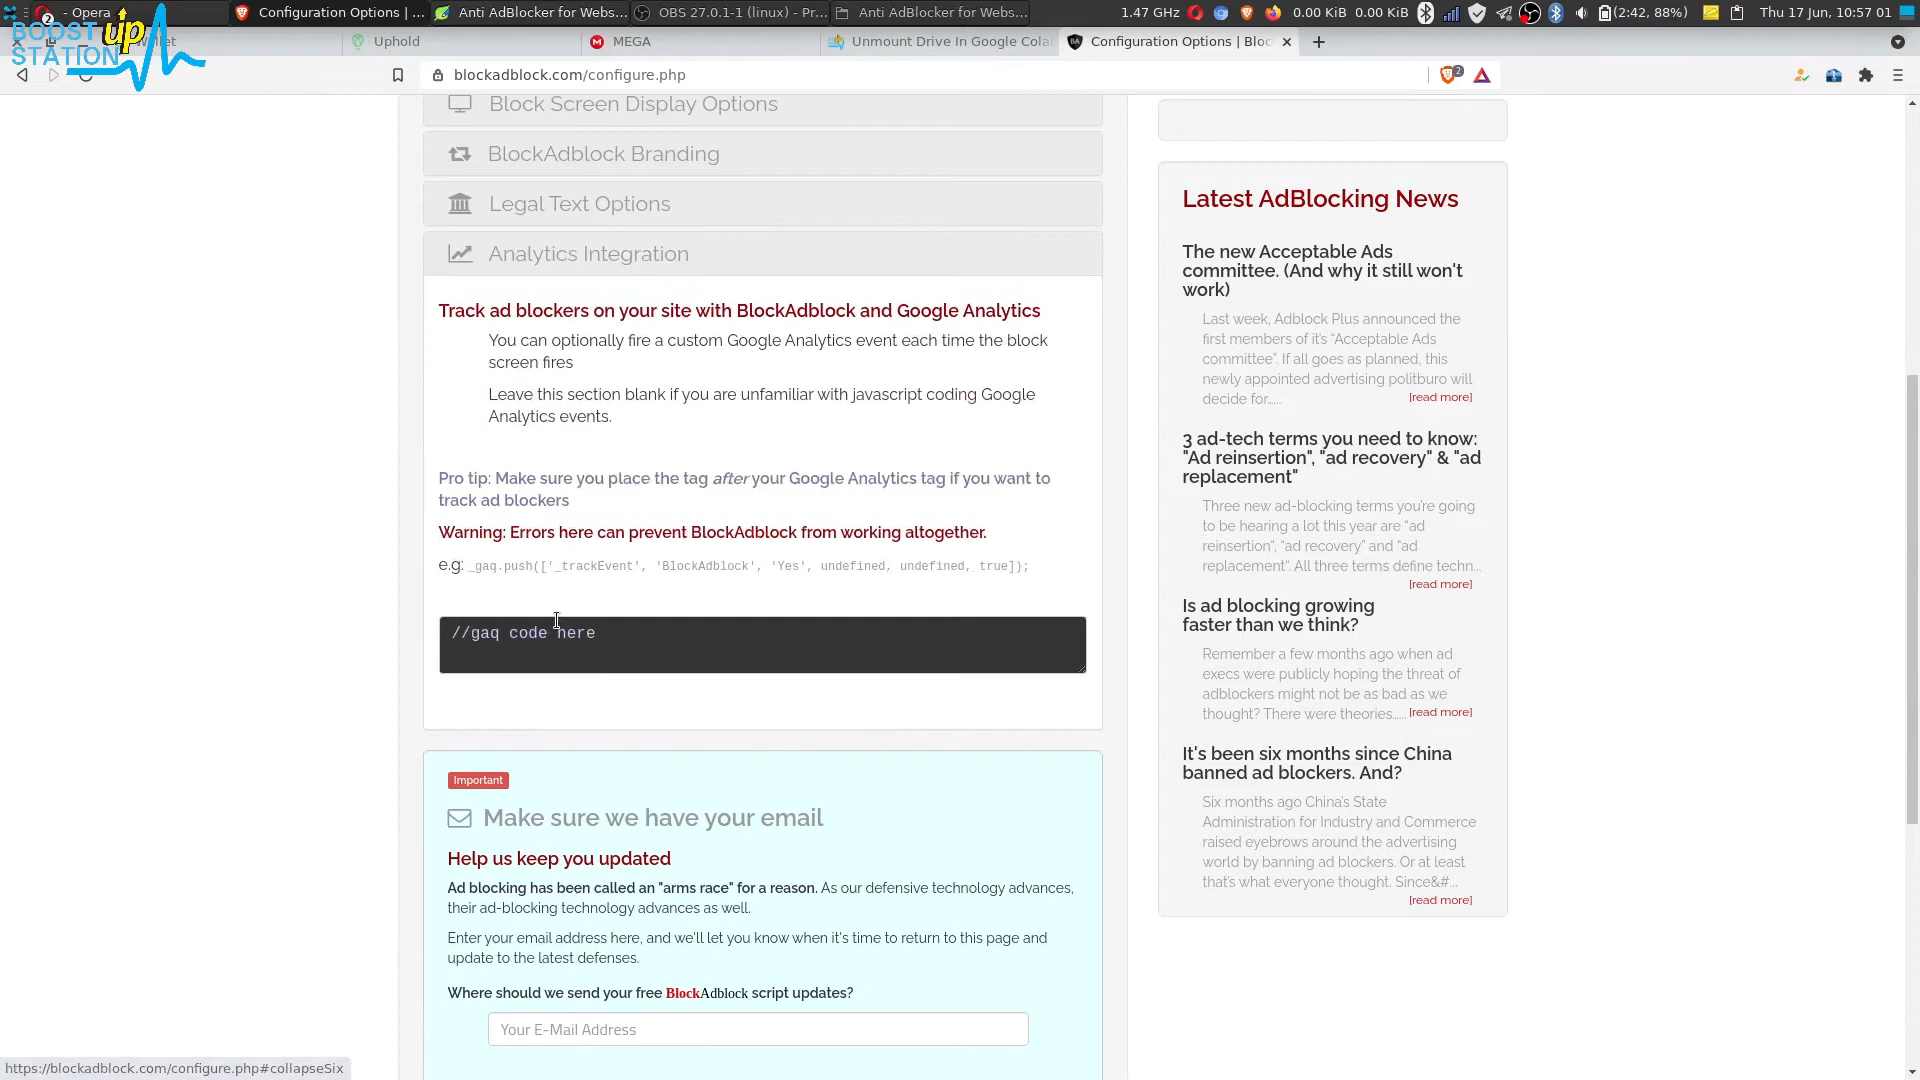 - Opera
Configuration Options | ...
Anti AdBlocker for Webs...
OBS 27.0.1-1 (linux) - Pr...
Anti AdBlocker for Webs...
1.47 GHz
0.00 KiB 0.00 KiB
(2:42, 88%)
Thu 17 Jun, 10:57 01
BOOST up
STATION
Uphold
MEGA
Unmount Drive In Google Cola
Configuration Options | Bloc
blockadblock.com/configure.php
2
Block Screen Display Options
BlockAdblock Branding
Legal Text Options
Analytics Integration
Track ad blockers on your site with BlockAdblock and Google Analytics
You can optionally fire a custom Google Analytics event each time the block
screen fires
Leave this section blank if you are unfamiliar with javascript coding Google
Analytics events.
Pro tip: Make sure you place the tag after your Google Analytics tag if you want to
track ad blockers
Warning: Errors here can prevent BlockAdblock from working altogether.
e.g: _gaq.push(['_trackEvent', 'BlockAdblock', 'Yes', undefined, undefined, true]);
//gaq code here
Important
Make sure we have your email
Help us keep you updated
Ad blocking has been called an "arms race" for a reason. As our defensive technology advances,
their ad-blocking technology advances as well.
Enter your email address here, and we'll let you know when it's time to return to this page and
update to the latest defenses.
Where should we send your free BlockAdblock script updates?
Your E-Mail Address
Latest AdBlocking News
The new Acceptable Ads
committee. (And why it still won't
work)
Last week, Adblock Plus announced the
first members of it's “Acceptable Ads
committee”. If all goes as planned, this
newly appointed advertising politburo will
decide for......
[read more]
3 ad-tech terms you need to know:
"Ad reinsertion", "ad recovery" & "ad
replacement"
Three new ad-blocking terms you're going
to be hearing a lot this year are “ad
reinsertion“, “ad recovery” and “ad
replacement”. All three terms define techn...
[read more]
Is ad blocking growing
faster than we think?
Remember a few months ago when ad
execs were publicly hoping the threat of
adblockers might not be as bad as we
thought? There were theories......
[read more]
It's been six months since China
banned ad blockers. And?
Six months ago China's State
Administration for Industry and Commerce
raised eyebrows around the advertising
world by banning ad blockers. Or at least
that's what everyone thought. Since&#...
[read more]
https://blockadblock.com/configure.php#collapseSix